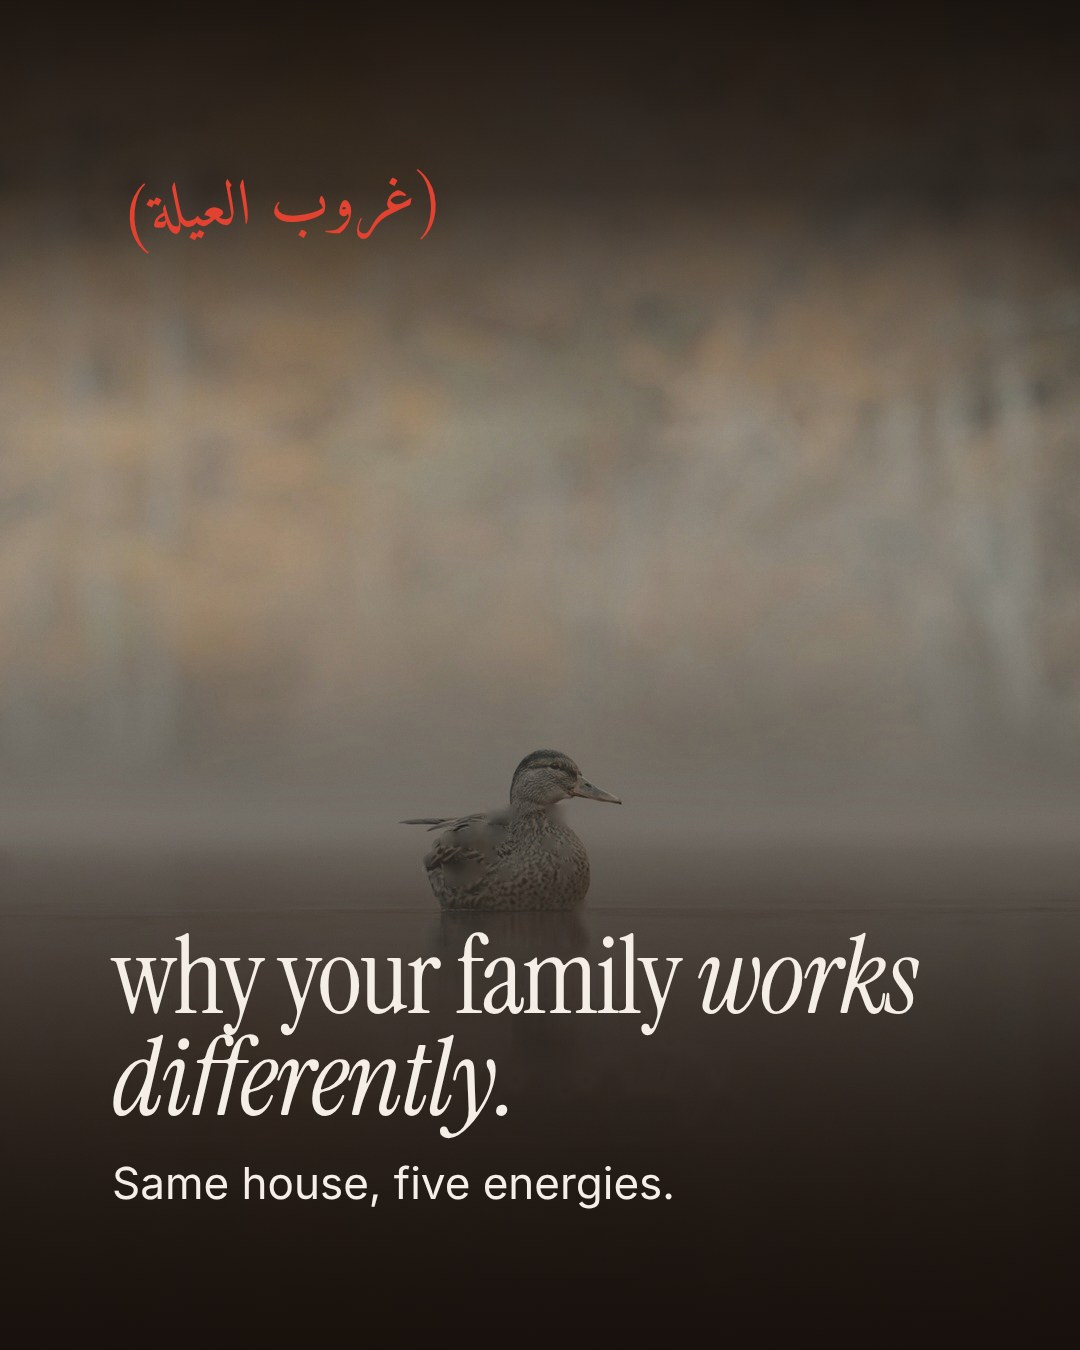 (غروب العيلة)
why your family works
differently.
Same house, five energies.